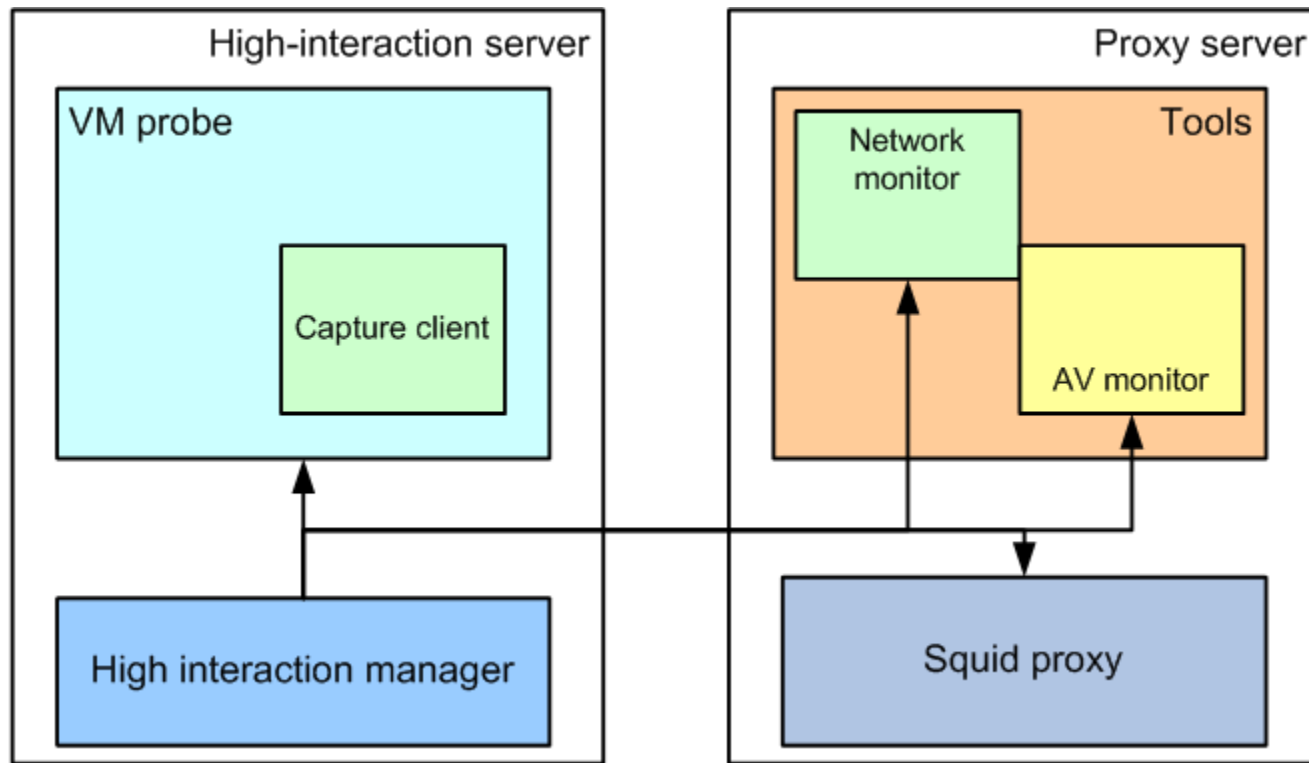 High-interaction server
VM probe
Capture client
High interaction manager
Proxy server
Tools
Network
monitor
AV monitor
Squid proxy